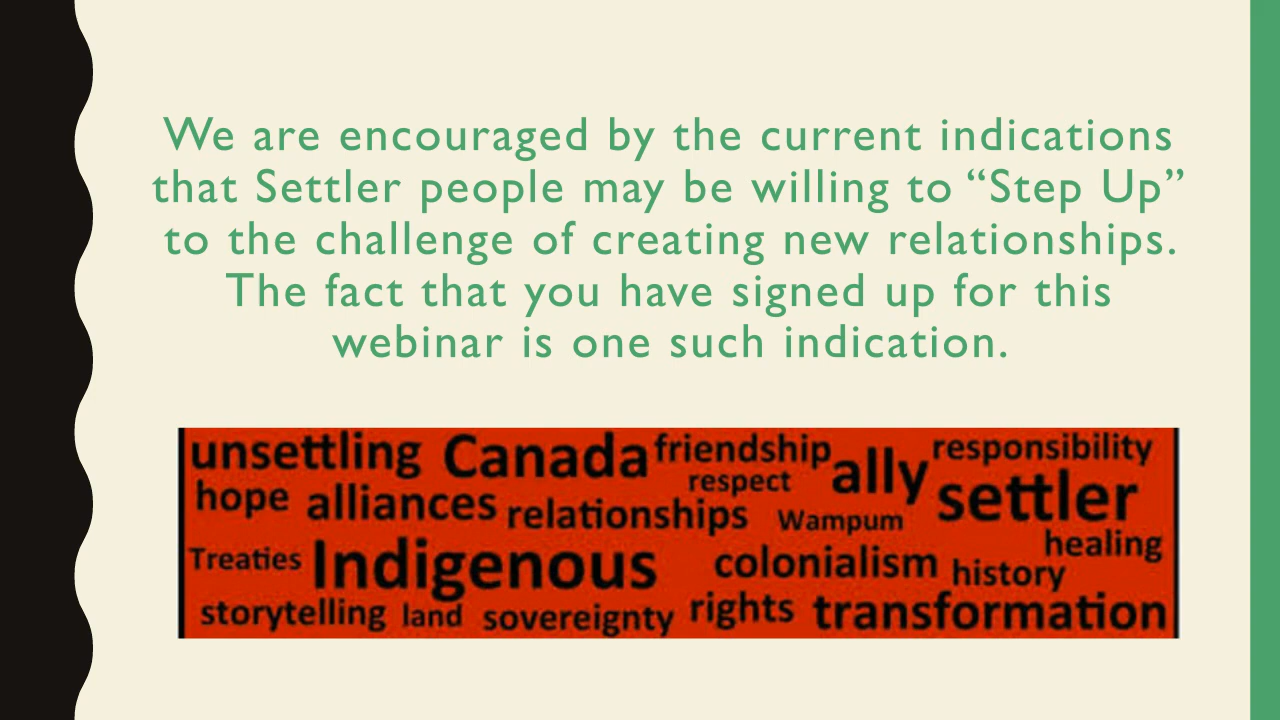 We are encouraged by the current indications
that Settler people may be willing to “Step Up”
to the challenge of creating new relationships.
The fact that you have signed up for this
webinar is one such indication.
unsettling Canada friendship ally responsibility
respect
hope alliances relationships Wampum settler
Treaties Indigenous colonialism history healing
storytelling land sovereignty rights transformation